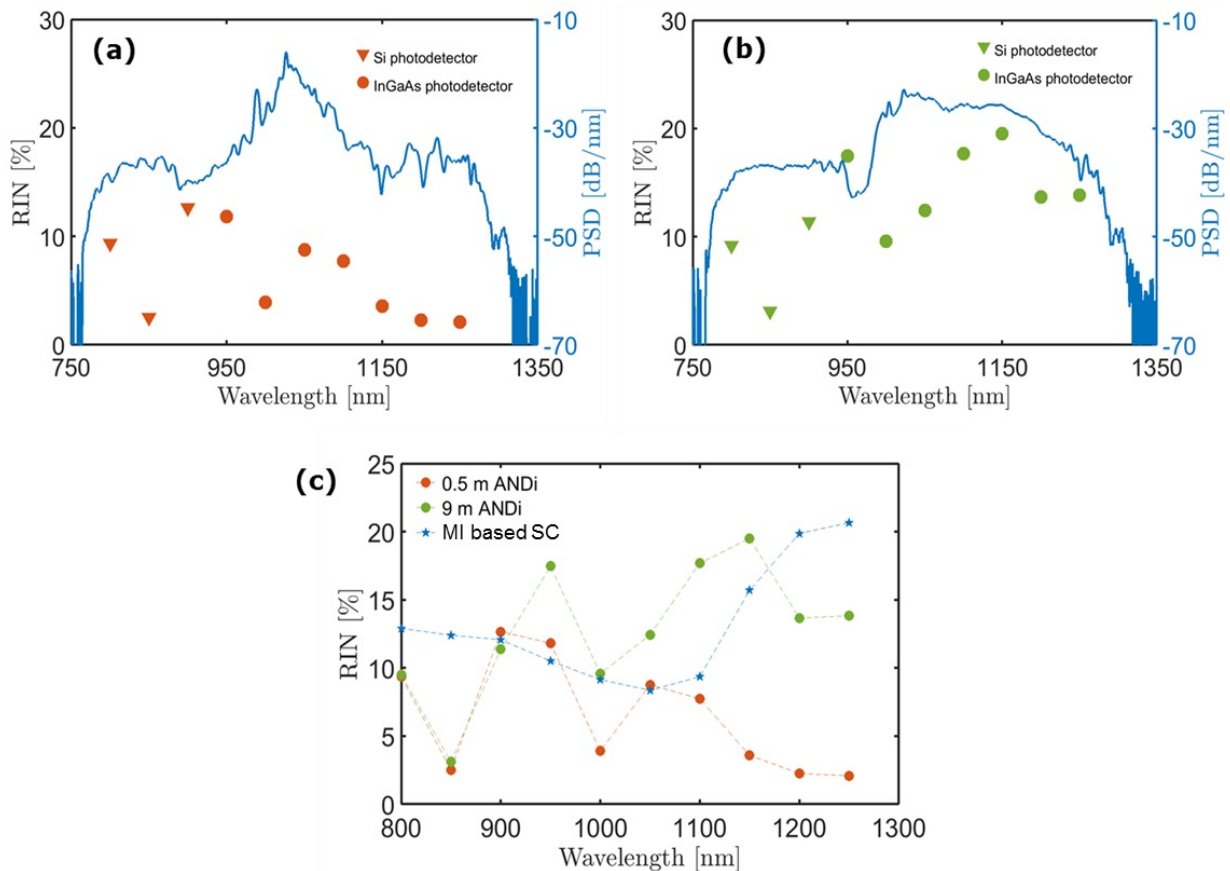 (a)
Si photodetector
InGaAs photodetector
RIN [%]
30
20
10
0
PSD [dB/nm]
-10
-30
-50
-70
750 950 1150 1350
Wavelength [nm]
(b)
Si photodetector
InGaAs photodetector
RIN [%]
30
20
10
0
PSD [dB/nm]
-10
-30
-50
-70
750 950 1150 1350
Wavelength [nm]
(c)
0.5 m ANDi
9 m ANDi
MI based SC
RIN [%]
25
20
15
10
5
0
800 900 1000 1100 1200 1300
Wavelength [nm]